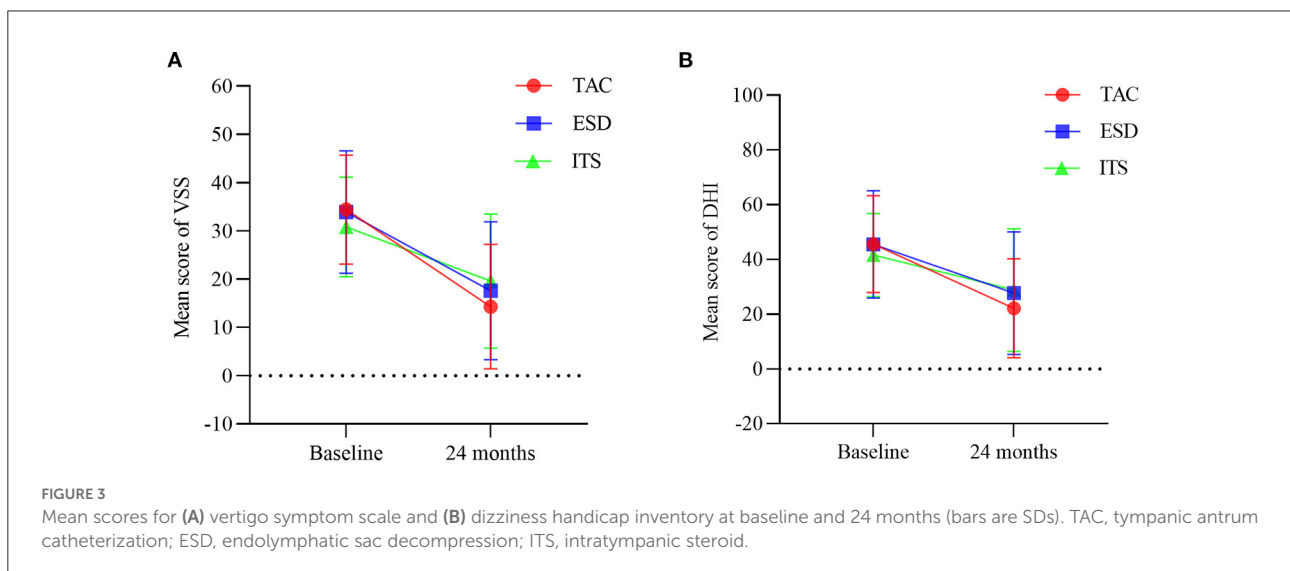 A
Mean score of VSS
60
50
40
30
20
10
0
-10
Baseline 24 months
TAC
ESD
ITS
B
Mean score of DHI
100
80
60
40
20
0
-20
Baseline 24 months
TAC
ESD
ITS
FIGURE 3
Mean scores for (A) vertigo symptom scale and (B) dizziness handicap inventory at baseline and 24 months (bars are SDs). TAC, tympanic antrum
catheterization; ESD, endolymphatic sac decompression; ITS, intratympanic steroid.